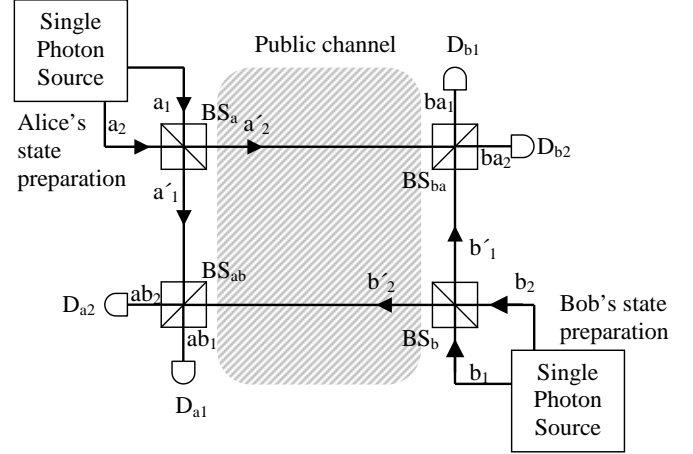 Single
Photon
Source
Public channel
D_b1
a_1
BS_a
ba_1
a_2
a´_2
ba_2
D_b2
Alice's
state
preparation
BS_ba
a´_1
b´_1
BS_ab
b´_2
b_2
D_a2
ab_2
Bob's state
preparation
ab_1
BS_b
b_1
Single
Photon
Source
D_a1